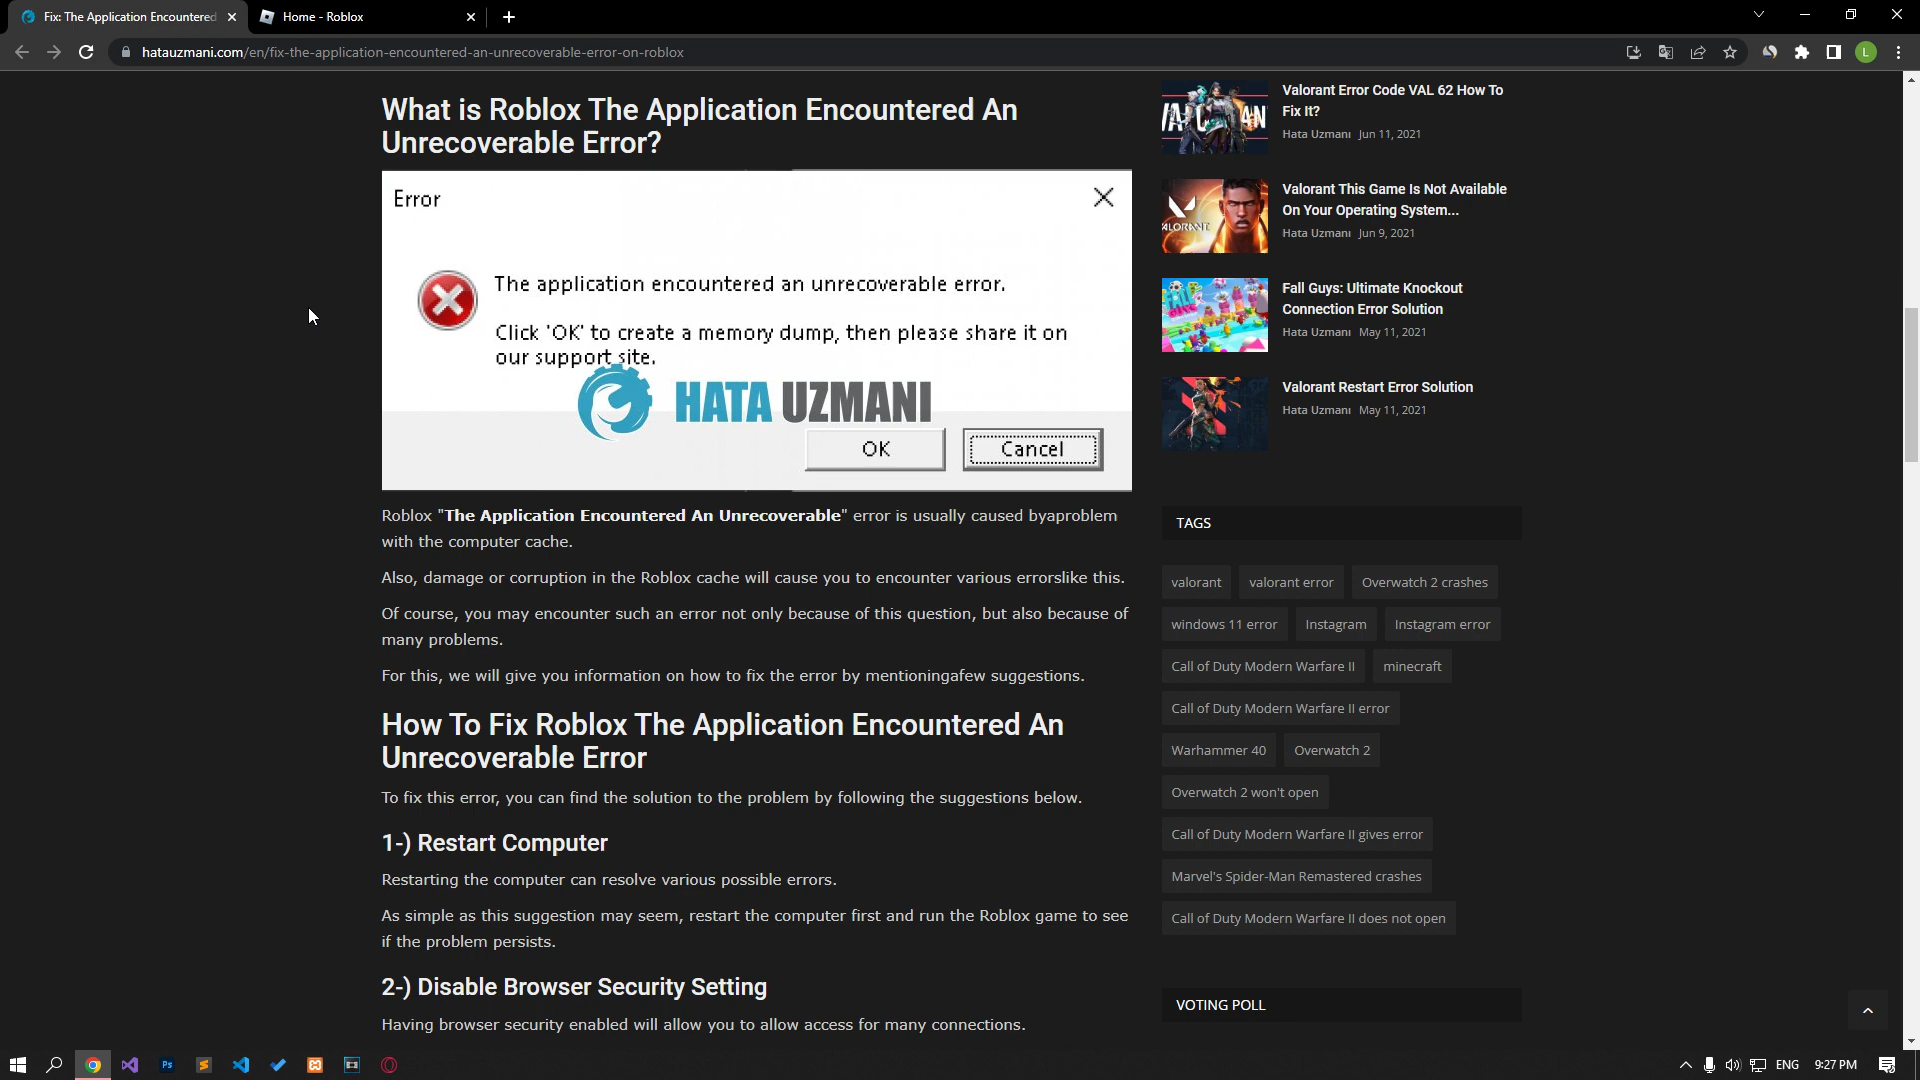 Fix: The Application Encountered
Home - Roblox
hatauzmani.com/en/fix-the-application-encountered-an-unrecoverable-error-on-roblox
L
What is Roblox The Application Encountered An
Unrecoverable Error?
Error
The application encountered an unrecoverable error.
Click 'OK' to create a memory dump, then please share it on
our support site.
HATA UZMANI
OK
Cancel
Roblox "The Application Encountered An Unrecoverable" error is usually caused byaproblem
with the computer cache.
Also, damage or corruption in the Roblox cache will cause you to encounter various errorslike this.
Of course, you may encounter such an error not only because of this question, but also because of
many problems.
For this, we will give you information on how to fix the error by mentioningafew suggestions.
How To Fix Roblox The Application Encountered An
Unrecoverable Error
To fix this error, you can find the solution to the problem by following the suggestions below.
1-) Restart Computer
Restarting the computer can resolve various possible errors.
As simple as this suggestion may seem, restart the computer first and run the Roblox game to see
if the problem persists.
2-) Disable Browser Security Setting
Having browser security enabled will allow you to allow access for many connections.
Valorant Error Code VAL 62 How To
Fix It?
Hata Uzmanı Jun 11, 2021
VALORANT
Valorant This Game Is Not Available
On Your Operating System...
Hata Uzmanı Jun 9, 2021
Fall Guys: Ultimate Knockout
Connection Error Solution
Hata Uzmanı May 11, 2021
Valorant Restart Error Solution
Hata Uzmanı May 11, 2021
TAGS
valorant valorant error Overwatch 2 crashes
windows 11 error Instagram Instagram error
Call of Duty Modern Warfare II minecraft
Call of Duty Modern Warfare II error
Warhammer 40 Overwatch 2
Overwatch 2 won't open
Call of Duty Modern Warfare II gives error
Marvel's Spider-Man Remastered crashes
Call of Duty Modern Warfare II does not open
VOTING POLL
Ps
ENG
9:27 PM